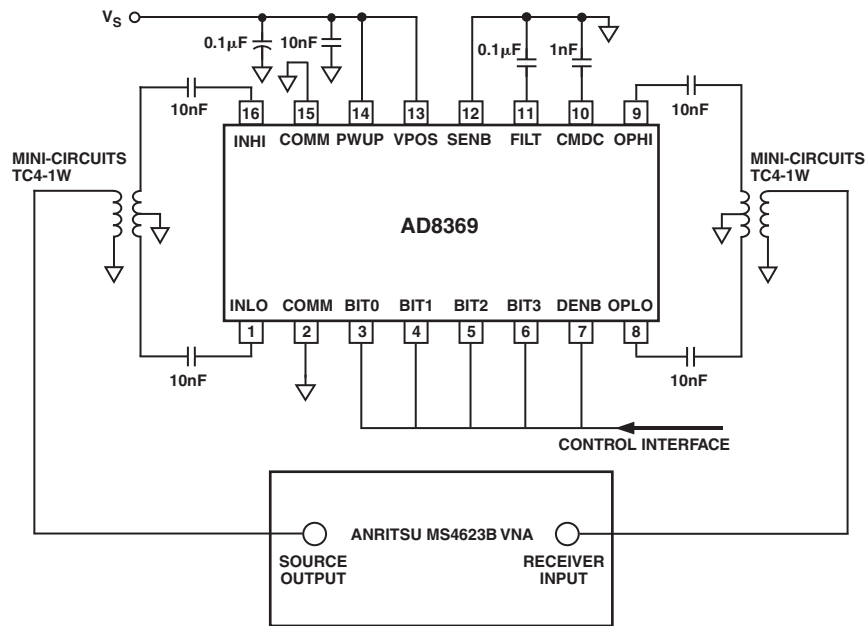 VS
0.1µF
10nF
0.1µF
1nF
10nF
10nF
16
15
14
13
12
11
10
9
INHI
COMM
PWUP
VPOS
SENB
FILT
CMDC
OPHI
MINI-CIRCUITS
TC4-1W
MINI-CIRCUITS
TC4-1W
AD8369
INLO
COMM
BIT0
BIT1
BIT2
BIT3
DENB
OPLO
1
2
3
4
5
6
7
8
10nF
10nF
CONTROL INTERFACE
ANRITSU MS4623B VNA
SOURCE
OUTPUT
RECEIVER
INPUT